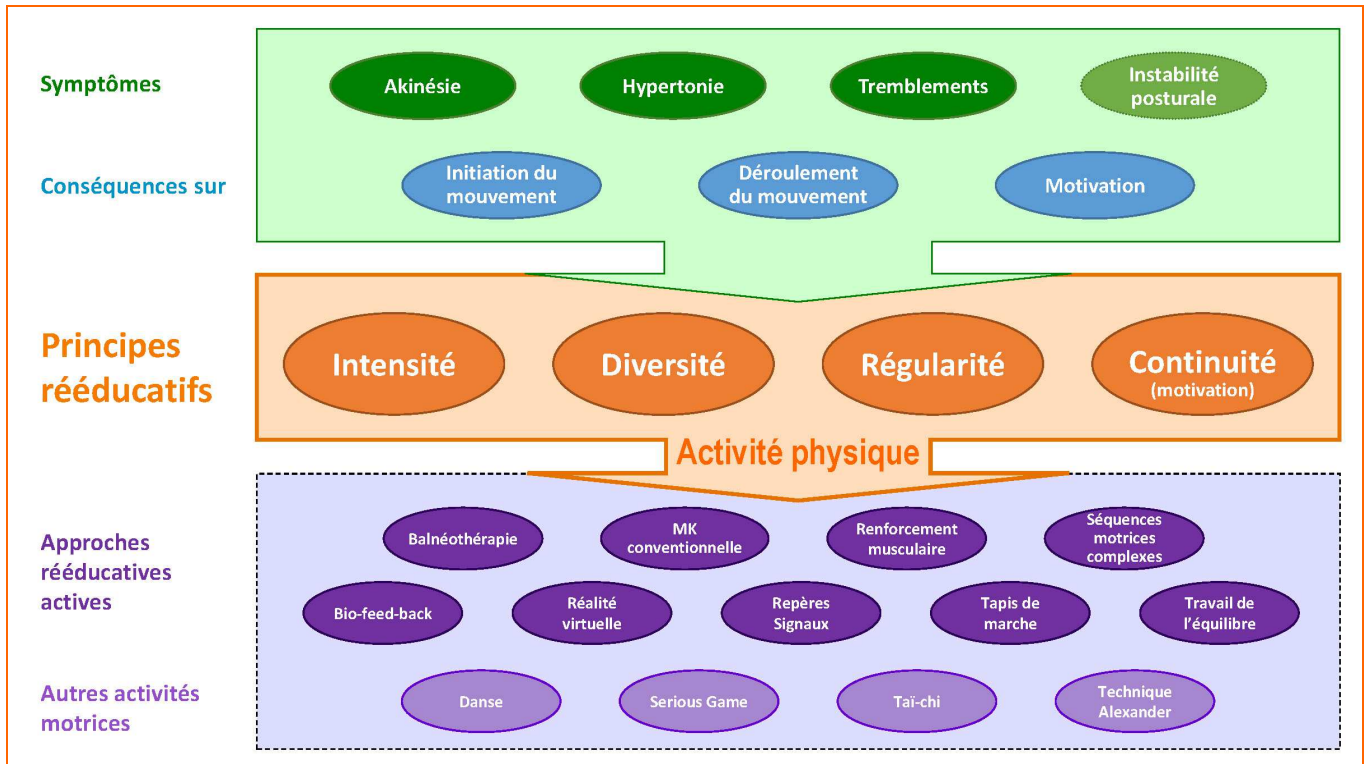 Symptômes
Akinésie
Hypertonie
Tremblements
Instabilité
posturale
Conséquences sur
Initiation du
mouvement
Déroulement
du mouvement
Motivation
Principes
rééducatifs
Intensité
Diversité
Régularité
Continuité
(motivation)
Activité physique
Approches
rééducatives
actives
Balnéothérapie
MK
conventionnelle
Renforcement
musculaire
Séquences
motrices
complexes
Bio-feed-back
Réalité
virtuelle
Repères
Signaux
Tapis de
marche
Travail de
l'équilibre
Autres activités
motrices
Danse
Serious Game
Taï-chi
Technique
Alexander